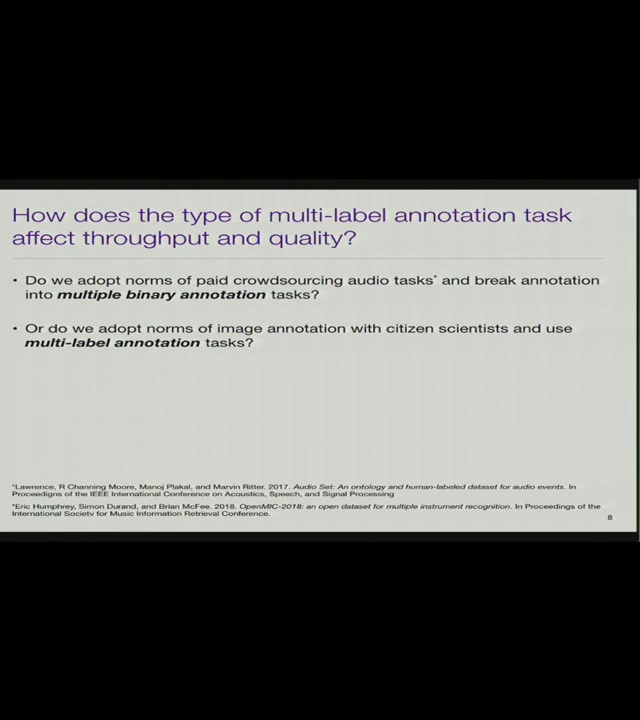 How does the type of multi-label annotation task
affect throughput and quality?
• Do we adopt norms of paid crowdsourcing audio tasks* and break annotation
into multiple binary annotation tasks?
• Or do we adopt norms of image annotation with citizen scientists and use
multi-label annotation tasks?
*Lawrence, R Channing Moore, Manoj Plakal, and Marvin Ritter. 2017. Audio Set: An ontology and human-labeled dataset for audio events. In
Proceedigns of the IEEE International Conference on Acoustics, Speech, and Signal Processing
*Eric Humphrey, Simon Durand, and Brian McFee. 2018. OpenMIC-2018: an open dataset for multiple instrument recognition. In Proceedings of the
International Society for Music Information Retrieval Conference.
8